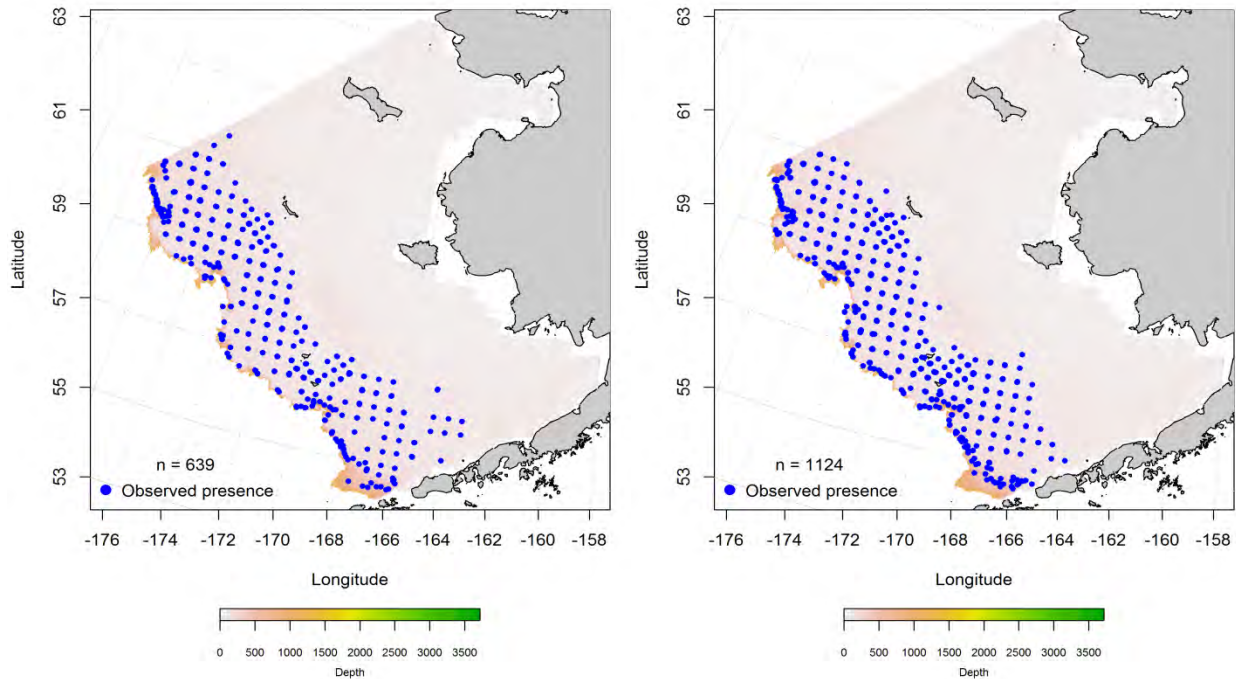 63
61
59
57
55
53
Latitude
n = 639
Observed presence
-176 -174 -172 -170 -168 -166 -164 -162 -160 -158
Longitude
0 500 1000 1500 2000 2500 3000 3500
Depth
63
61
59
57
55
53
Latitude
n = 1124
Observed presence
-176 -174 -172 -170 -168 -166 -164 -162 -160 -158
Longitude
0 500 1000 1500 2000 2500 3000 3500
Depth